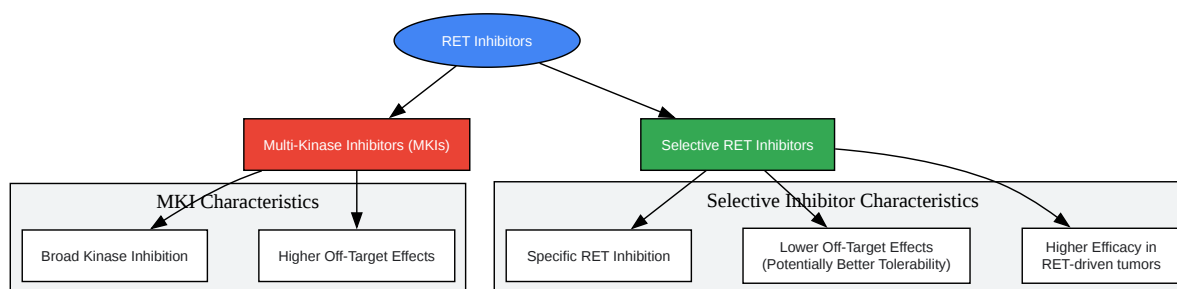 RET Inhibitors
Multi-Kinase Inhibitors (MKIs)
Selective RET Inhibitors
MKI Characteristics
Selective Inhibitor Characteristics
Broad Kinase Inhibition
Higher Off-Target Effects
Specific RET Inhibition
Lower Off-Target Effects
(Potentially Better Tolerability)
Higher Efficacy in
RET-driven tumors